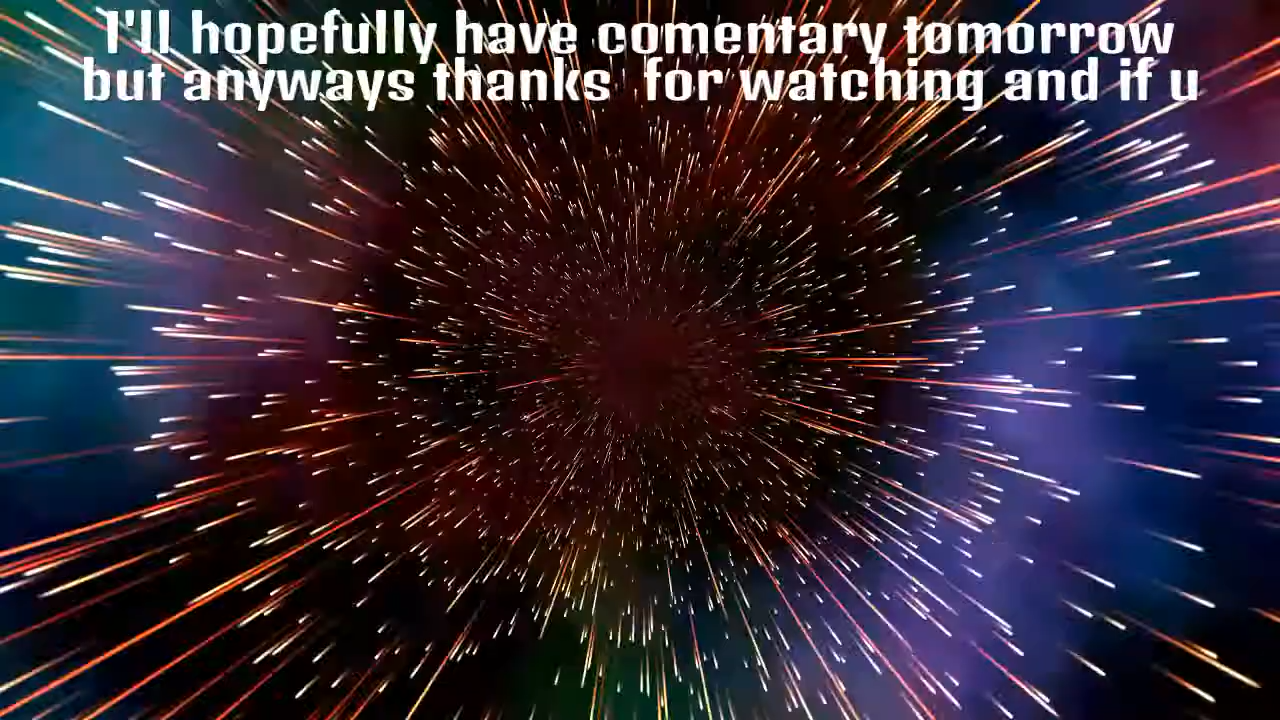 I'll hopefully have comentary tomorrow
but anyways thanks  for watching and if u